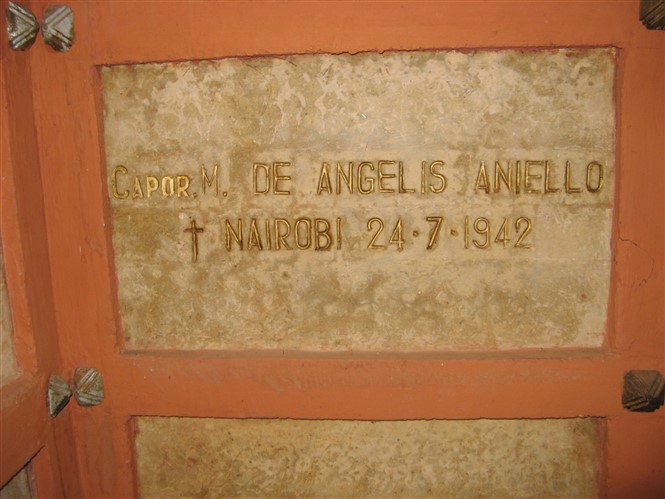 CAPOR. M. DE ANGELIS ANIELLO
† NAIROBI 24·7·1942